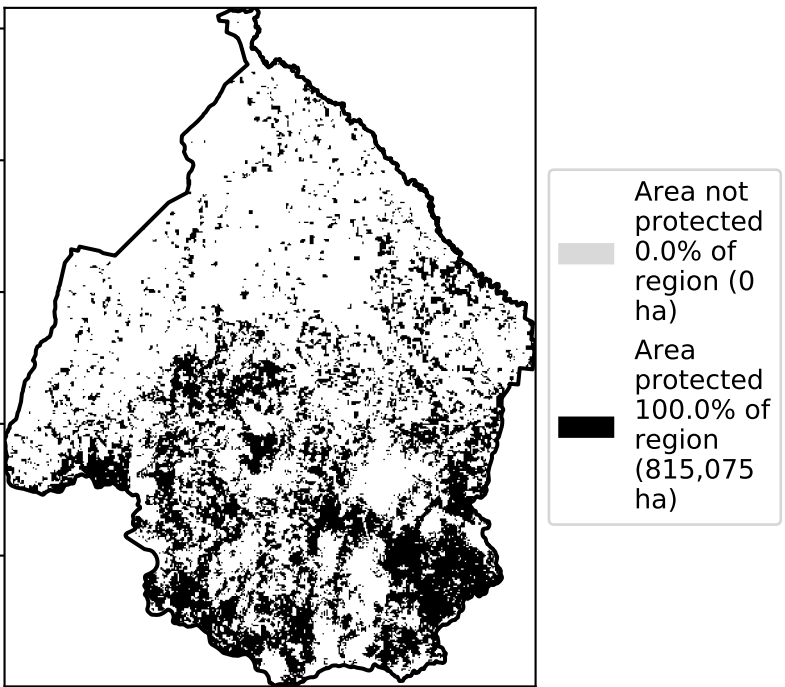 Area not
protected
0.0% of
region (0
ha)
Area
protected
100.0% of
region
(815,075
ha)